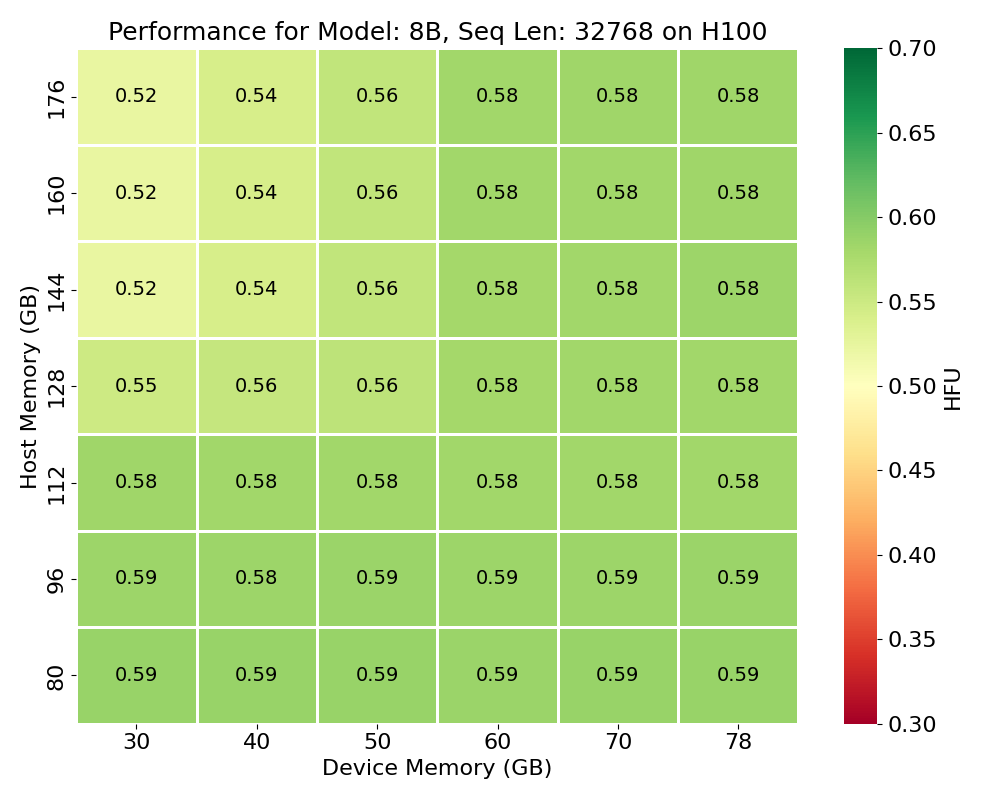 Performance for Model: 8B, Seq Len: 32768 on H100
Host Memory (GB)
176 0.52 0.54 0.56 0.58 0.58 0.58
160 0.52 0.54 0.56 0.58 0.58 0.58
144 0.52 0.54 0.56 0.58 0.58 0.58
128 0.55 0.56 0.56 0.58 0.58 0.58
112 0.58 0.58 0.58 0.58 0.58 0.58
96 0.59 0.58 0.59 0.59 0.59 0.59
80 0.59 0.59 0.59 0.59 0.59 0.59
30 40 50 60 70 78
Device Memory (GB)
0.70
0.65
0.60
0.55
0.50
0.45
0.40
0.35
0.30
HFU